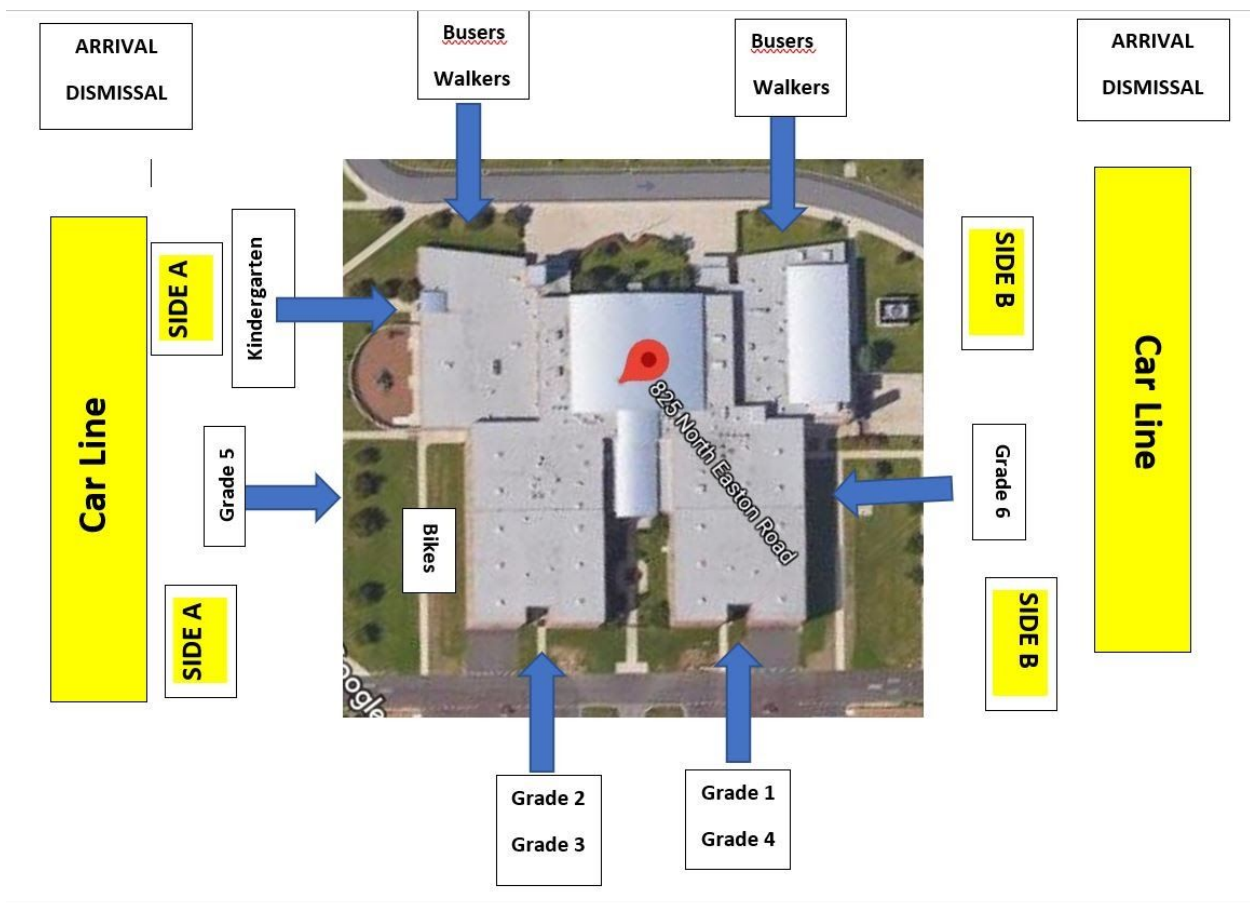 ARRIVAL
DISMISSAL
Busers
Walkers
Busers
Walkers
ARRIVAL
DISMISSAL
Car Line
SIDE A
Kindergarten
SIDE B
Car Line
825 North Easton Road
Grade 5
Bikes
Grade 6
SIDE A
SIDE B
oogle
Grade 2
Grade 3
Grade 1
Grade 4